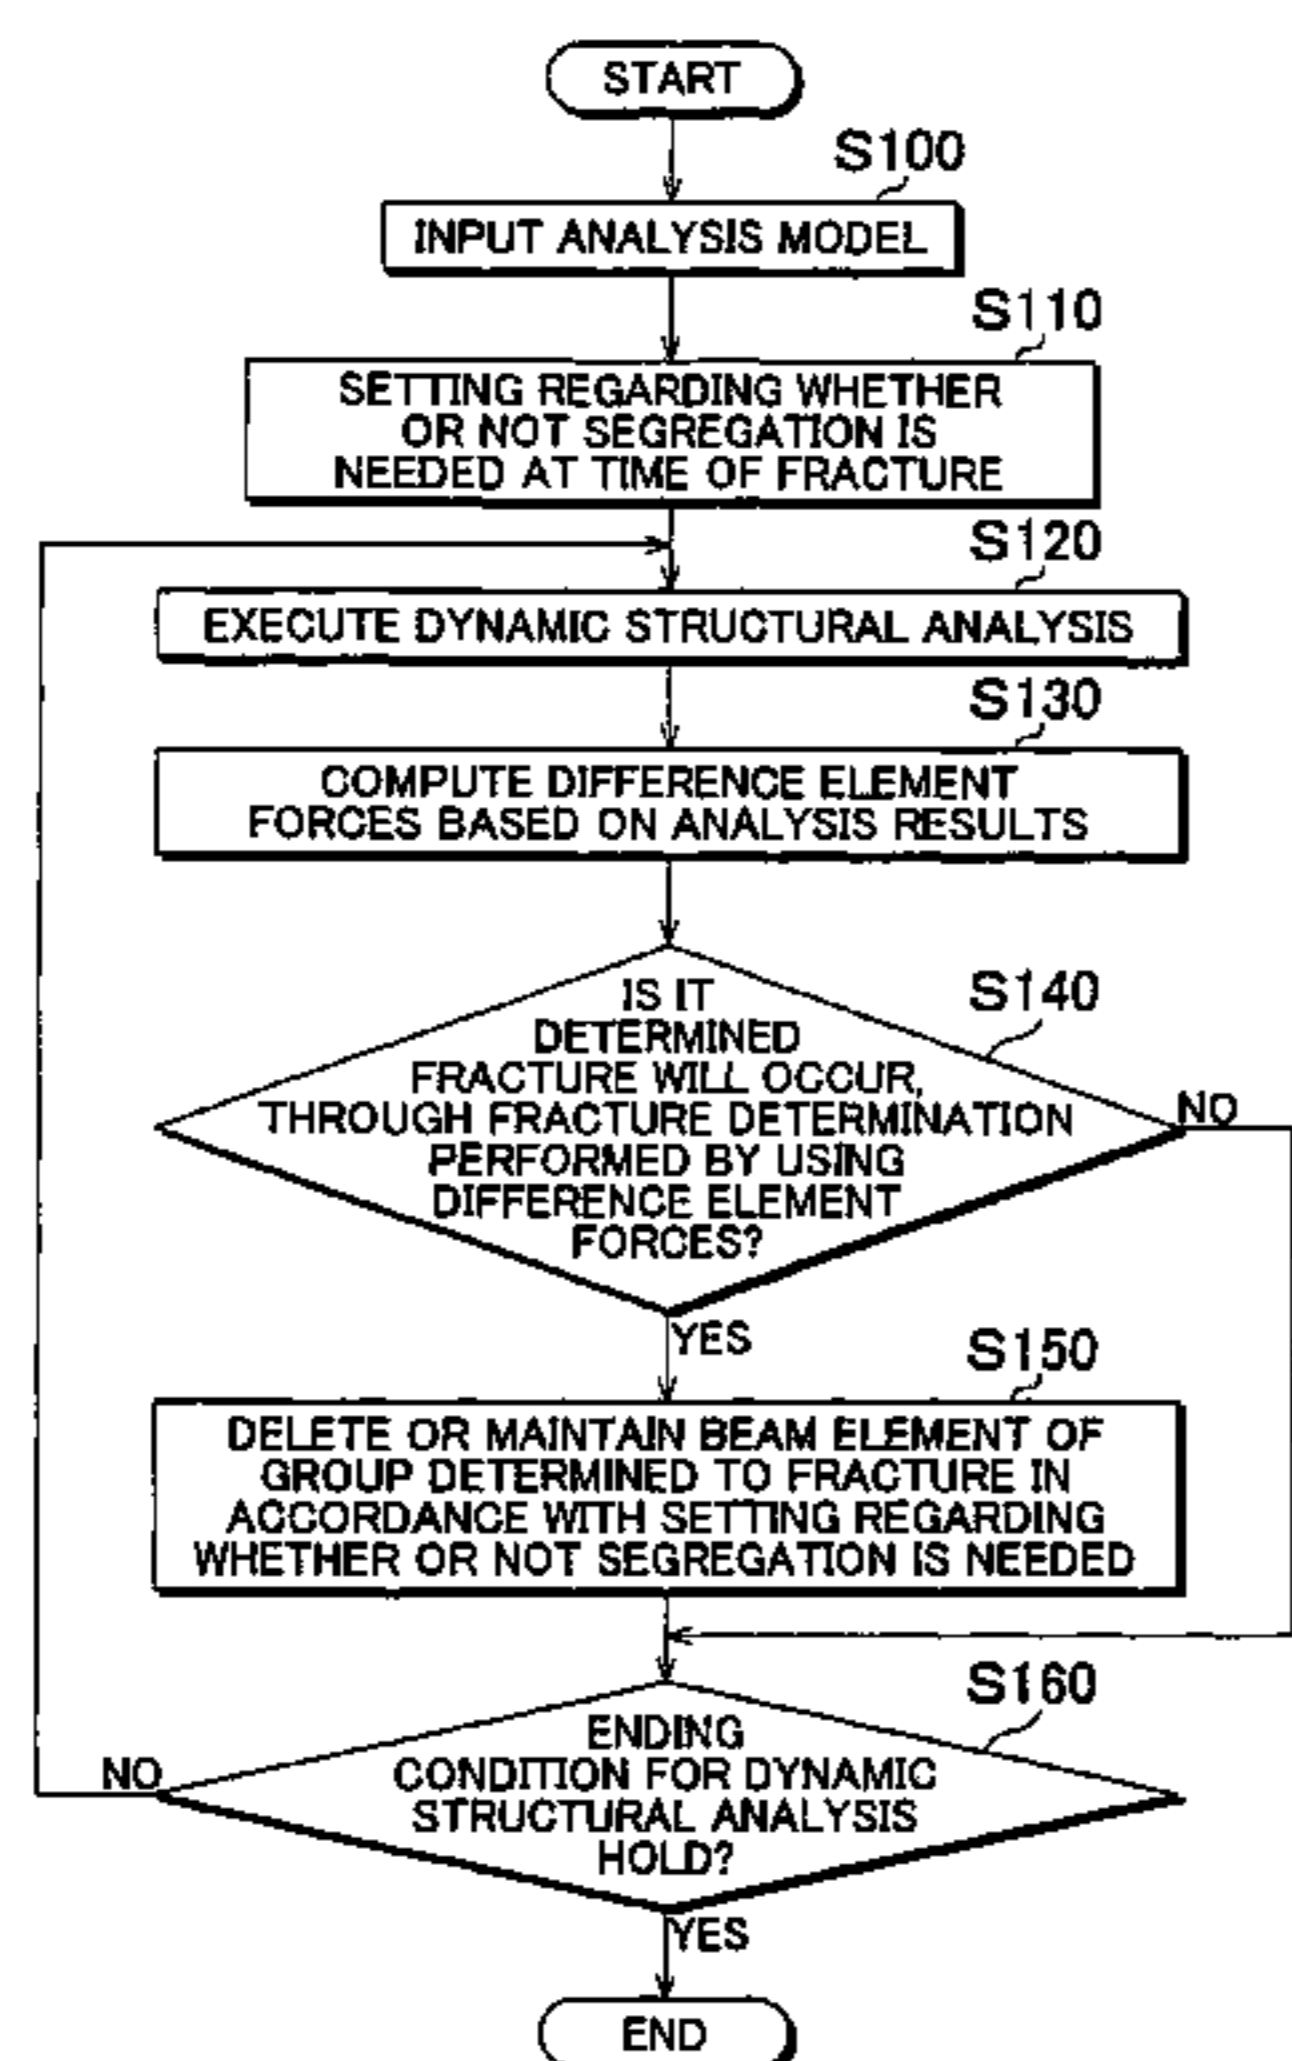 START
S100
INPUT ANALYSIS MODEL
S110
SETTING REGARDING WHETHER
OR NOT SEGREGATION IS
NEEDED AT TIME OF FRACTURE
S120
EXECUTE DYNAMIC STRUCTURAL ANALYSIS
S130
COMPUTE DIFFERENCE ELEMENT
FORCES BASED ON ANALYSIS RESULTS
S140
IS IT
DETERMINED
FRACTURE WILL OCCUR,
THROUGH FRACTURE DETERMINATION
PERFORMED BY USING
DIFFERENCE ELEMENT
FORCES?
NO
YES
S150
DELETE OR MAINTAIN BEAM ELEMENT OF
GROUP DETERMINED TO FRACTURE IN
ACCORDANCE WITH SETTING REGARDING
WHETHER OR NOT SEGREGATION IS NEEDED
S160
ENDING
CONDITION FOR DYNAMIC
STRUCTURAL ANALYSIS
HOLD?
NO
YES
END